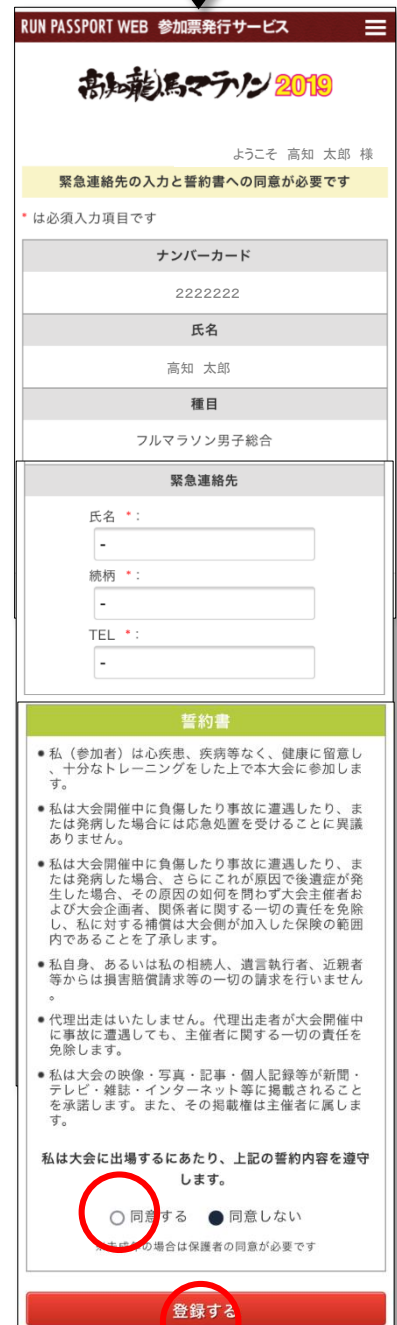 RUN PASSPORT WEB 参加票発行サービス
高知龍馬マラソン 2019
ようこそ 高知 太郎 様
緊急連絡先の入力と誓約書への同意が必要です
* は必須入力項目です
ナンバーカード
2222222
氏名
高知 太郎
種目
フルマラソン男子総合
緊急連絡先
氏名 *:
-
続柄 *:
-
TEL *:
-
誓約書
● 私（参加者）は心疾患、疾病等なく、健康に留意し
、十分なトレーニングをした上で本大会に参加しま
す。
● 私は大会開催中に負傷したり事故に遭遇したり、ま
たは発病した場合には応急処置を受けることに異議
ありません。
● 私は大会開催中に負傷したり事故に遭遇したり、ま
たは発病した場合、さらにこれが原因で後遺症が発
生した場合、その原因の如何を問わず大会主催者お
よび大会企画者、関係者に関する一切の責任を免除
し、私に対する補償は大会側が加入した保険の範囲
内であることを了承します。
● 私自身、あるいは私の相続人、遺言執行者、近親者
等からは損害賠償請求等の一切の請求を行いません
。
● 代理出走はいたしません。代理出走者が大会開催中
に事故に遭遇しても、主催者に関する一切の責任を
免除します。
● 私は大会の映像・写真・記事・個人記録等が新聞・
テレビ・雑誌・インターネット等に掲載されること
を承諾します。また、その掲載権は主催者に属しま
す。
私は大会に出場するにあたり、上記の誓約内容を遵守
します。
同意する 同意しない
※未成年の場合は保護者の同意が必要です
登録する